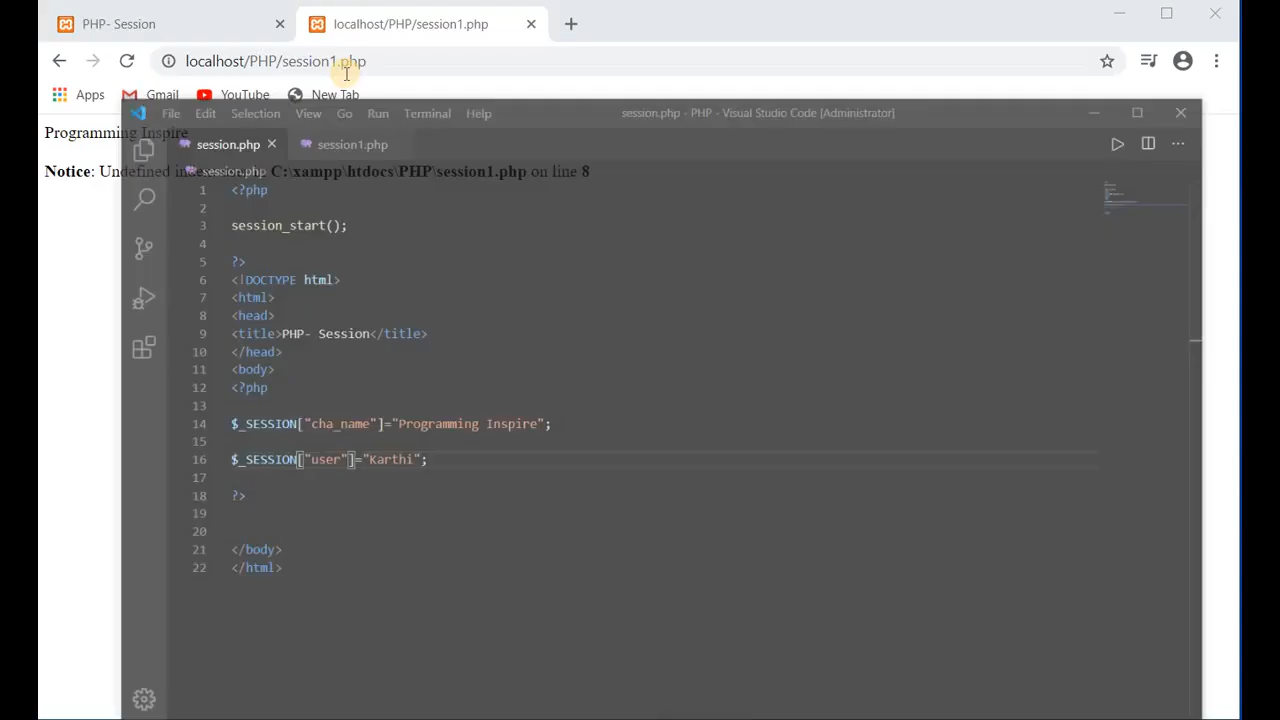 PHP- Session
localhost/PHP/session1.php
localhost/PHP/session1.php
Apps Gmail YouTube New Tab
File Edit Selection View Go Run Terminal Help session.php - PHP - Visual Studio Code [Administrator]
Programming Inspire
session.php session1.php
Notice: Undefined C:\xampp\htdocs\PHP\session1.php on line 8
session.php
1 <?php
2
3 session_start();
4
5 ?>
6 <!DOCTYPE html>
7 <html>
8 <head>
9 <title>PHP- Session</title>
10 </head>
11 <body>
12 <?php
13
14 $_SESSION["cha_name"]="Programming Inspire";
15
16 $_SESSION["user"]="Karthi";
17
18 ?>
19
20
21 </body>
22 </html>